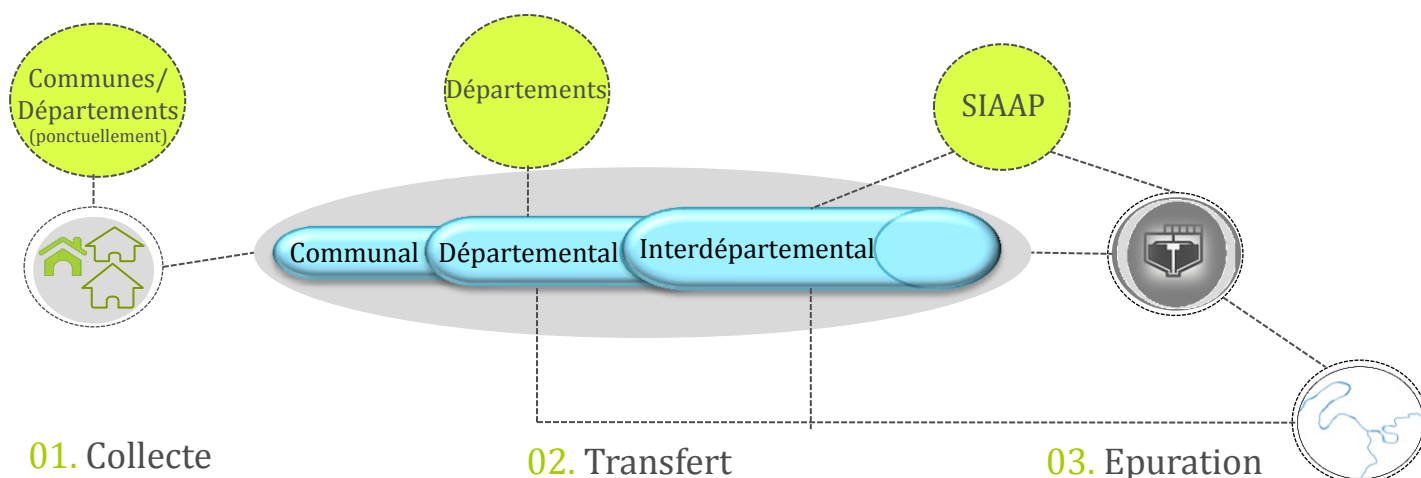 Communes/
Départements
(ponctuellement)
Départements
SIAAP
Communal
Départemental
Interdépartemental
01. Collecte
02. Transfert
03. Epuration